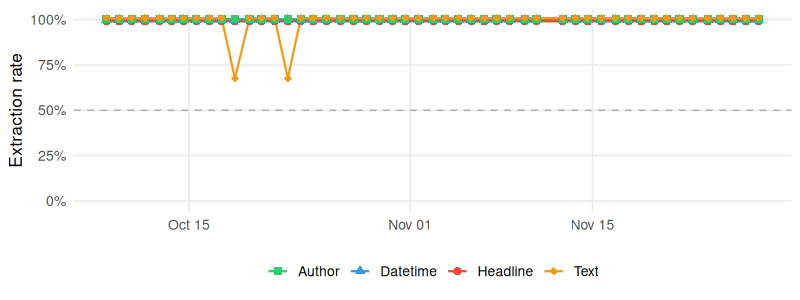 Extraction rate
100%
75%
50%
25%
0%
Oct 15
Nov 01
Nov 15
Author
Datetime
Headline
Text